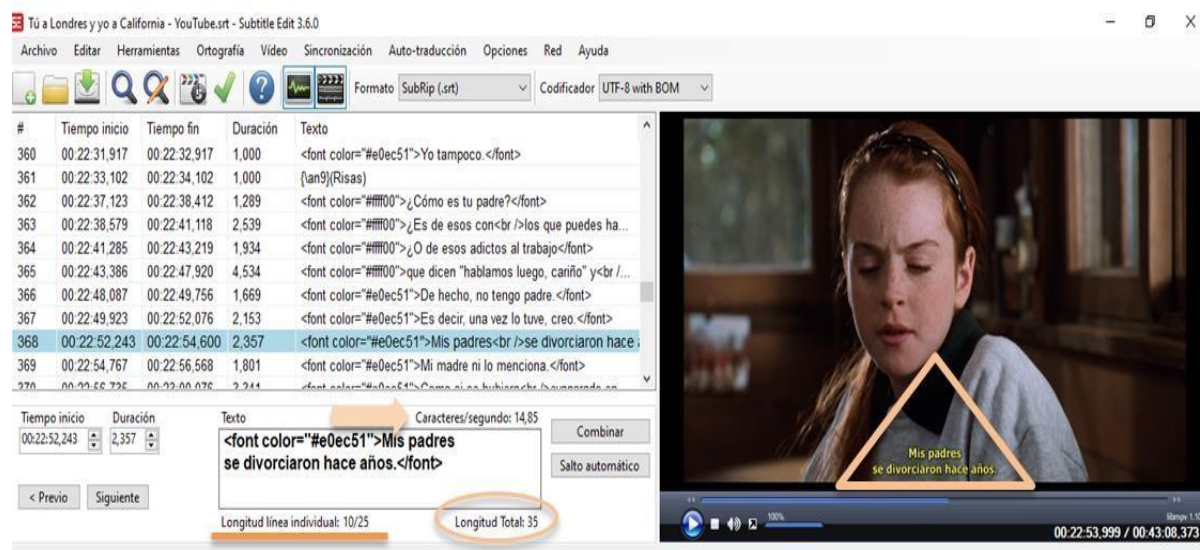 Tú a Londres y yo a California - YouTube.srt - Subtitle Edit 3.6.0
Archivo Editar Herramientas Ortografía Vídeo Sincronización Auto-traducción Opciones Red Ayuda
Formato SubRip (.srt) Codificador UTF-8 with BOM
# Tiempo inicio Tiempo fin Duración Texto
360 00:22:31,917 00:22:32,917 1,000 <font color="#e0ec51">Yo tampoco.</font>
361 00:22:33,102 00:22:34,102 1,000 {\an9}(Risas)
362 00:22:37,123 00:22:38,412 1,289 <font color="#ffff00">¿Cómo es tu padre?</font>
363 00:22:38,579 00:22:41,118 2,539 <font color="#ffff00">¿Es de esos con<br />los que puedes ha...
364 00:22:41,285 00:22:43,219 1,934 <font color="#ffff00">¿O de esos adictos al trabajo</font>
365 00:22:43,386 00:22:47,920 4,534 <font color="#ffff00">que dicen "hablamos luego, cariño" y<br /...
366 00:22:48,087 00:22:49,756 1,669 <font color="#e0ec51">De hecho, no tengo padre.</font>
367 00:22:49,923 00:22:52,076 2,153 <font color="#e0ec51">Es decir, una vez lo tuve, creo.</font>
368 00:22:52,243 00:22:54,600 2,357 <font color="#e0ec51">Mis padres<br />se divorciaron hace
369 00:22:54,767 00:22:56,568 1,801 <font color="#e0ec51">Mi madre ni lo menciona.</font>
Tiempo inicio Duración Texto Caracteres/segundo: 14,85
00:22:52,243 2,357
<font color="#e0ec51">Mis padres
se divorciaron hace años.</font>
Combinar
Salto automático
< Previo Siguiente
Longitud línea individual: 10/25 Longitud Total: 35
Mis padres
se divorciaron hace años.
100%
libmpv 1.10
00:22:53,999 / 00:43:08,373